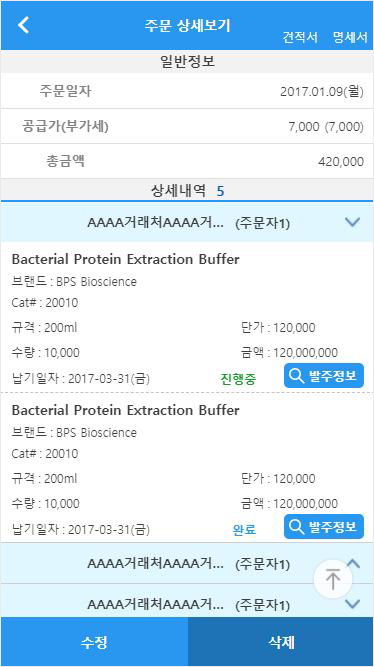 주문 상세보기
견적서 명세서
일반정보
주문일자 2017.01.09(월)
공급가(부가세) 7,000 (7,000)
총금액 420,000
상세내역 5
AAAA거래처AAAA거... (주문자1)
Bacterial Protein Extraction Buffer
브랜드 : BPS Bioscience
Cat# : 20010
규격 : 200ml 단가 : 120,000
수량 : 10,000 금액 : 120,000,000
납기일자 : 2017-03-31(금) 진행중 발주정보
Bacterial Protein Extraction Buffer
브랜드 : BPS Bioscience
Cat# : 20010
규격 : 200ml 단가 : 120,000
수량 : 10,000 금액 : 120,000,000
납기일자 : 2017-03-31(금) 완료 발주정보
AAAA거래처AAAA거... (주문자1)
AAAA거래처AAAA거... (주문자1)
수정 삭제